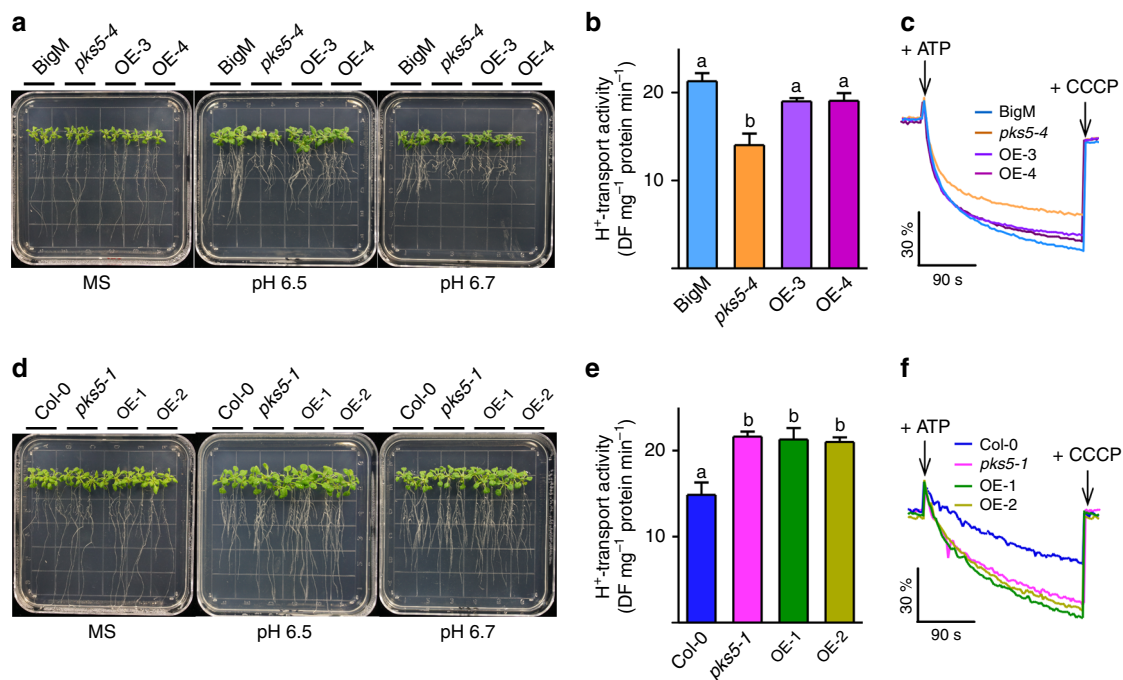 a
BigM
pks5-4
OE-3
OE-4
BigM
pks5-4
OE-3
OE-4
BigM
pks5-4
OE-3
OE-4
MS
pH 6.5
pH 6.7
b
H⁺-transport activity
(DF mg⁻¹ protein min⁻¹)
20
10
a
b
a
a
BigM
pks5-4
OE-3
OE-4
c
+ ATP
+ CCCP
BigM
pks5-4
OE-3
OE-4
30 %
90 s
d
Col-0
pks5-1
OE-1
OE-2
Col-0
pks5-1
OE-1
OE-2
Col-0
pks5-1
OE-1
OE-2
MS
pH 6.5
pH 6.7
e
H⁺-transport activity
(DF mg⁻¹ protein min⁻¹)
20
10
a
b
b
b
Col-0
pks5-1
OE-1
OE-2
f
+ ATP
+ CCCP
Col-0
pks5-1
OE-1
OE-2
30 %
90 s